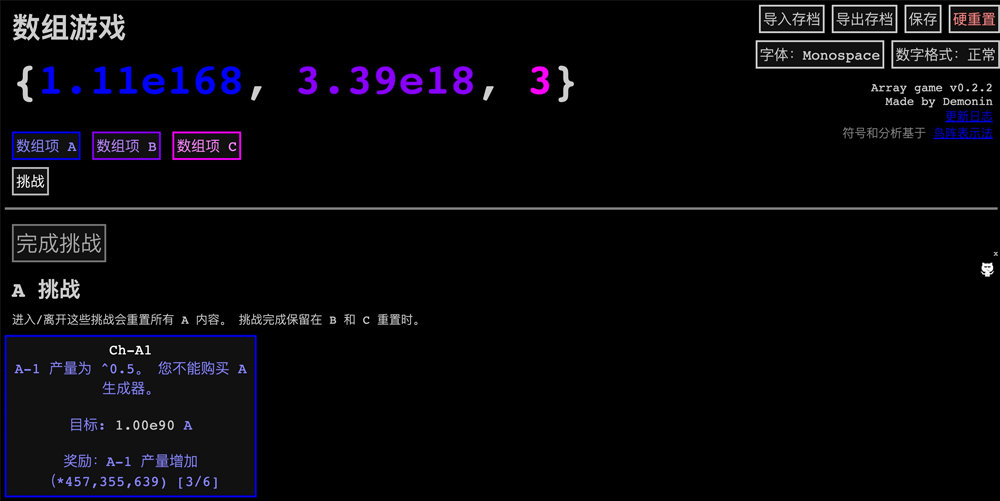 数组游戏
导入存档 导出存档 保存 硬重置
{1.11e168, 3.39e18, 3}
字体: Monospace 数字格式: 正常
Array game v0.2.2
Made by Demonin
更新日志
符号和分析基于 鸟阵表示法
数组项 A 数组项 B 数组项 C
挑战
完成挑战
x
A 挑战
进入/离开这些挑战会重置所有 A 内容。 挑战完成保留在 B 和 C 重置时。
Ch-A1
A-1 产量为 ^0.5。 您不能购买 A
生成器。
目标: 1.00e90 A
奖励: A-1 产量增加
(*457,355,639) [3/6]